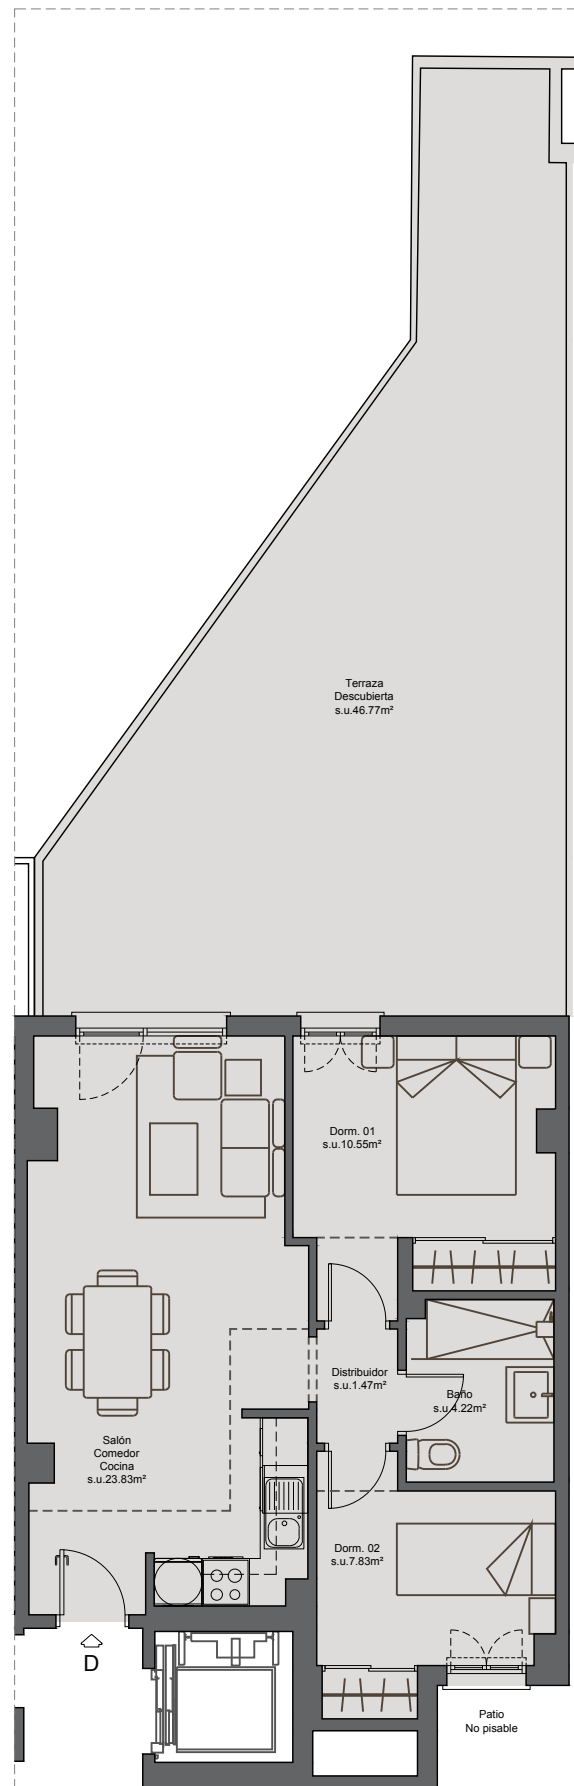 Terraza
Descubierta
s.u.46.77m²
Dorm. 01
s.u.10.55m²
Distribuidor
s.u.1.47m²
Baño
s.u.4.22m²
Salón
Comedor
Cocina
s.u.23.83m²
Dorm. 02
s.u.7.83m²
D
Patio
No pisable